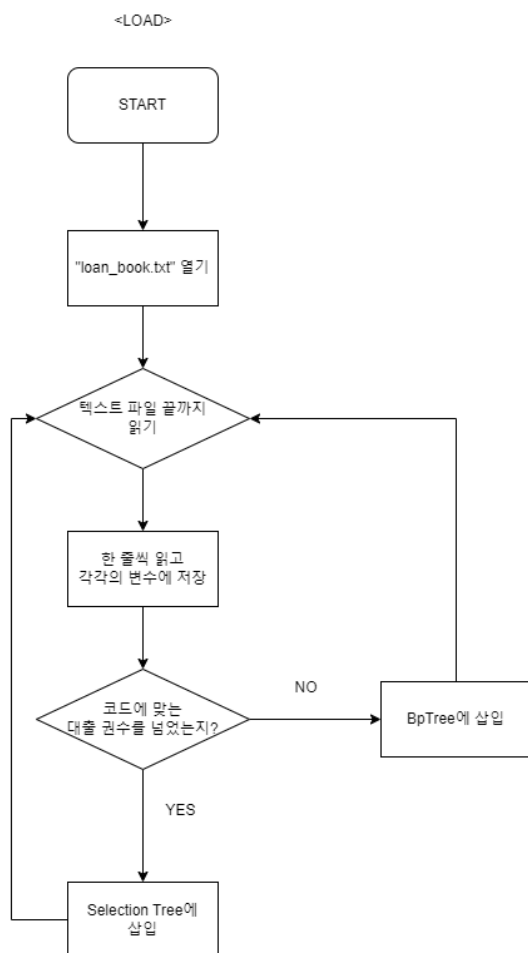 <LOAD>
START
"loan_book.txt" 열기
텍스트 파일 끝까지
읽기
한 줄씩 읽고
각각의 변수에 저장
코드에 맞는
대출 권수를 넘었는지?
NO
BpTree에 삽입
YES
Selection Tree에
삽입